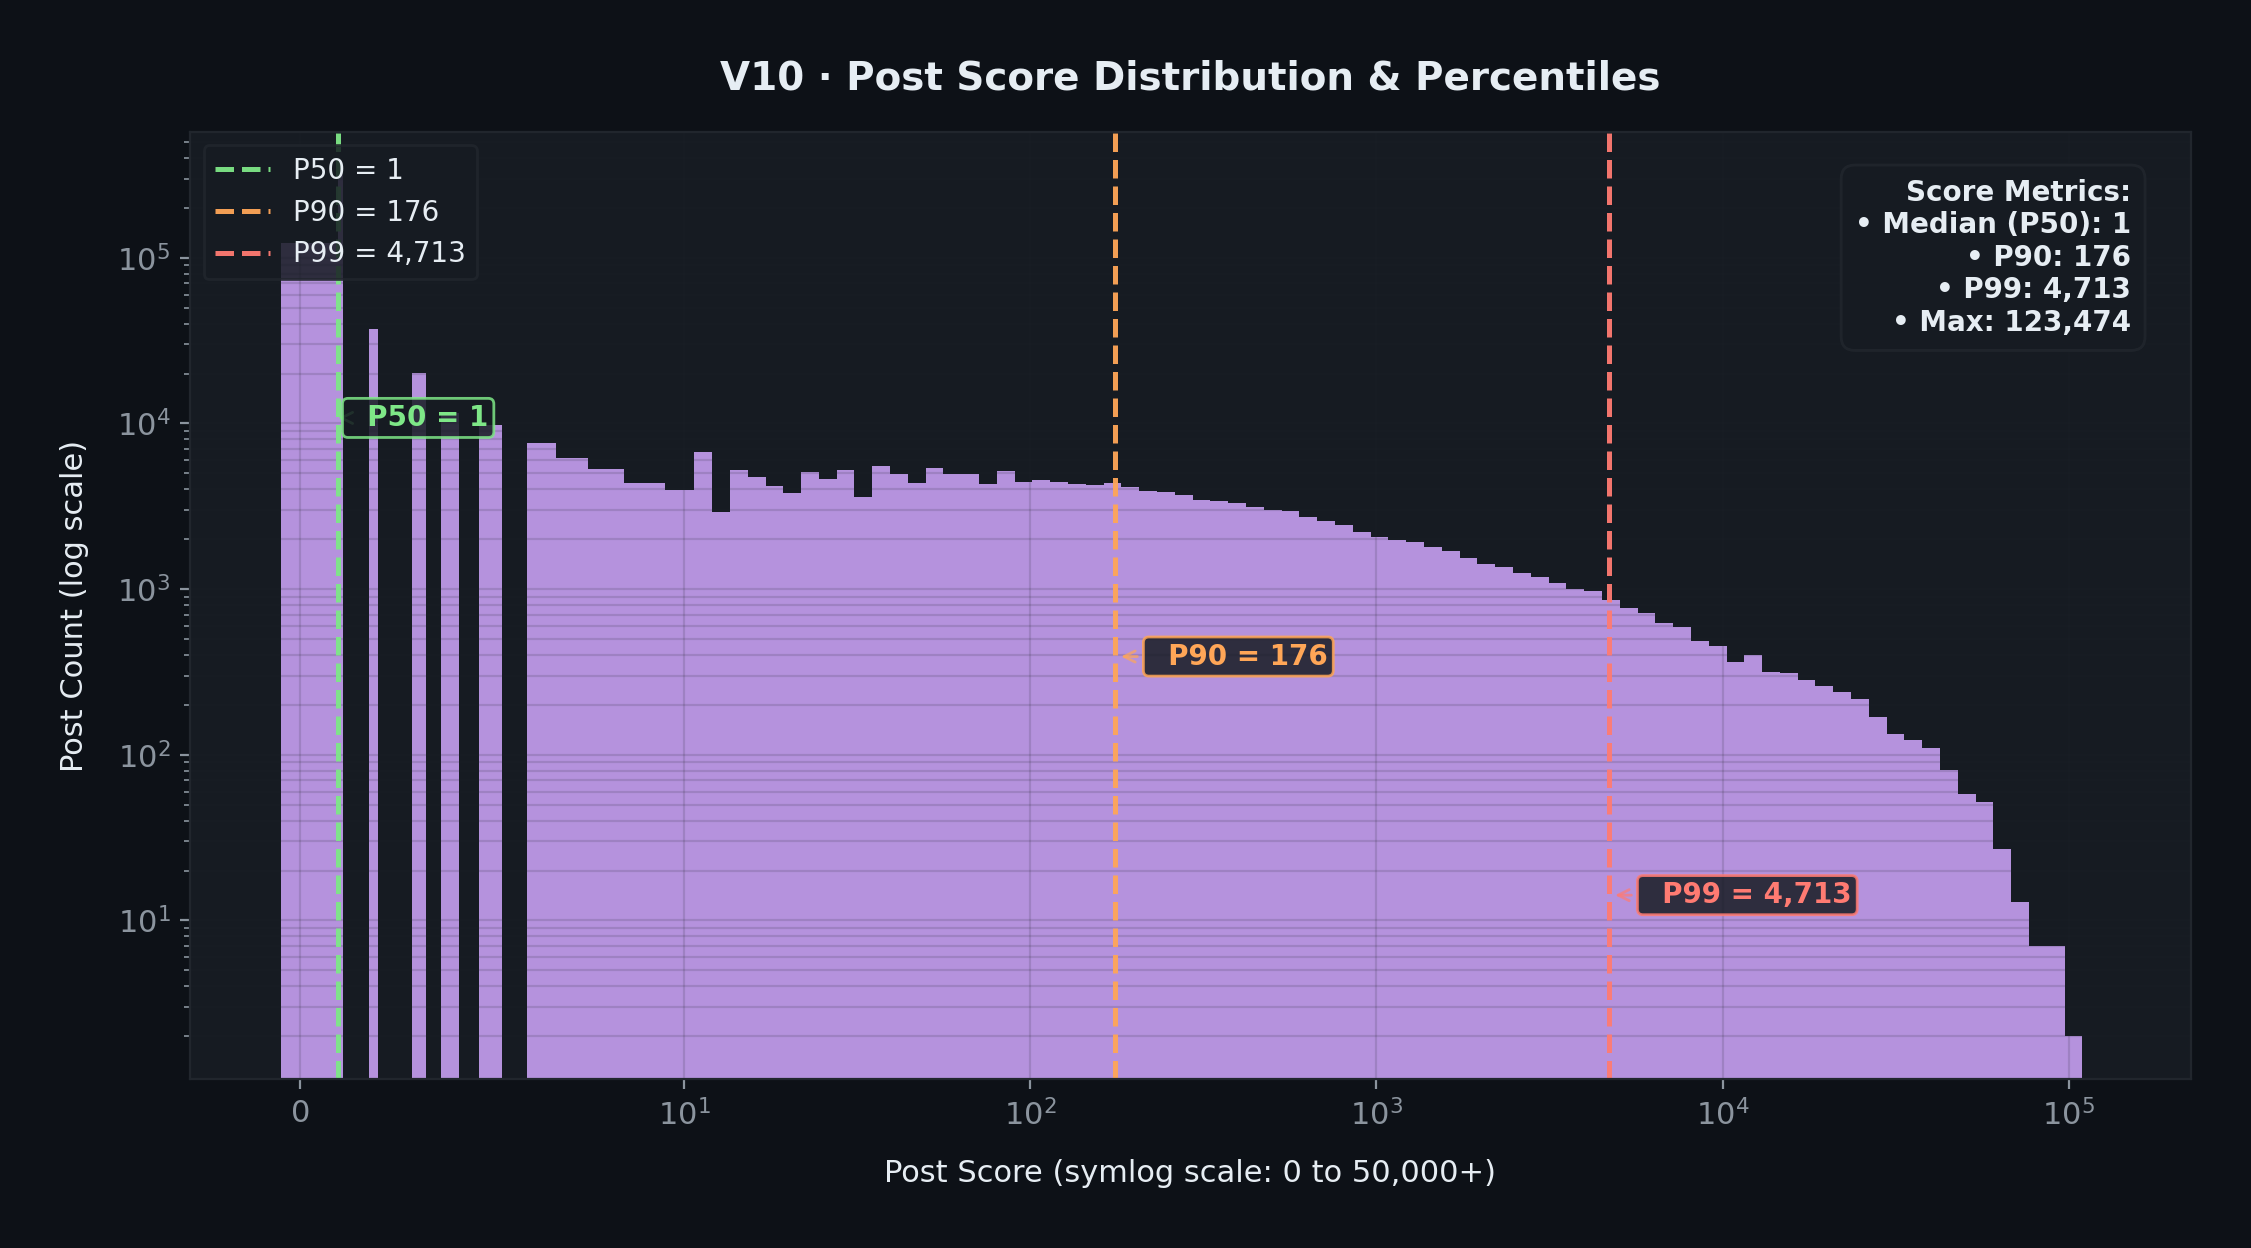 V10 · Post Score Distribution & Percentiles
P50 = 1
P90 = 176
P99 = 4,713
Score Metrics:
• Median (P50): 1
• P90: 176
• P99: 4,713
• Max: 123,474
Post Count (log scale)
10⁵
10⁴
10³
10²
10¹
P50 = 1
P90 = 176
P99 = 4,713
0
10¹
10²
10³
10⁴
10⁵
Post Score (symlog scale: 0 to 50,000+)